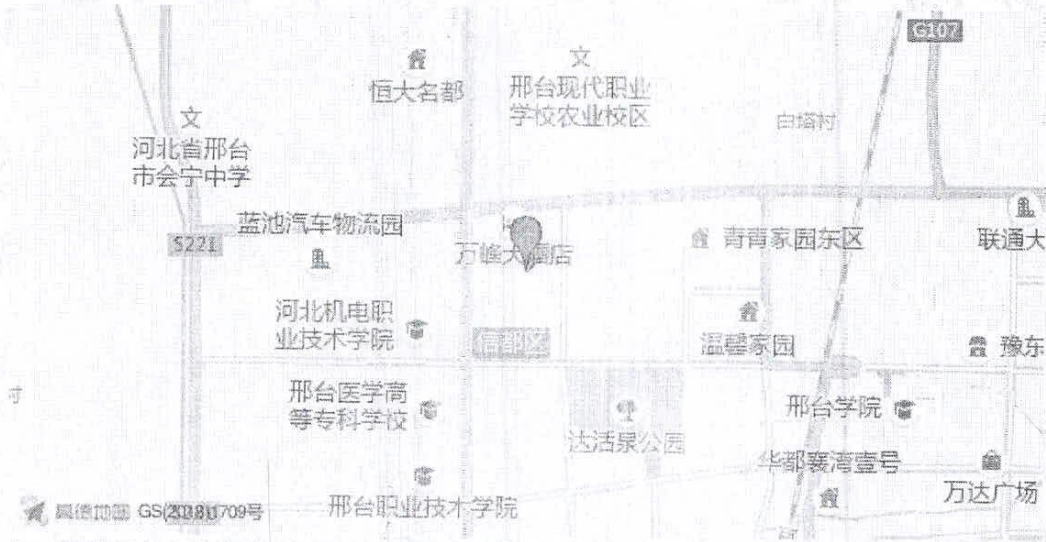 G107
文
恒大名都
邢台现代职业
学校农业校区
文
白塔村
河北省邢台
市会宁中学
蓝池汽车物流园
S221
万峰大酒店
青青家园东区
联通大
河北机电职
业技术学院
信都区
温馨家园
豫东
邢台医学高
等专科学校
村
邢台学院
达活泉公园
华都襄湾壹号
万达广场
邢台职业技术学院
高德地图 GS(2018)1709号